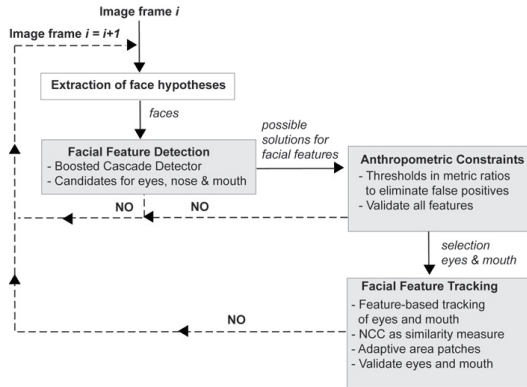 Image frame i
Image frame i = i+1
Extraction of face hypotheses
faces
possible
solutions for
facial features
Facial Feature Detection
- Bosted Cascade Detector
- Candidates for eyes, nose & mouth
Anthropometric Constraints
- Thresholds in metric ratios
to eliminate false positives
- Validate all features
NO
NO
selection
eyes & mouth
Facial Feature Tracking
- Feature-based tracking
of eyes and mouth
- NCC as similarity measure
- Adaptive area patches
- Validate eyes and mouth
NO